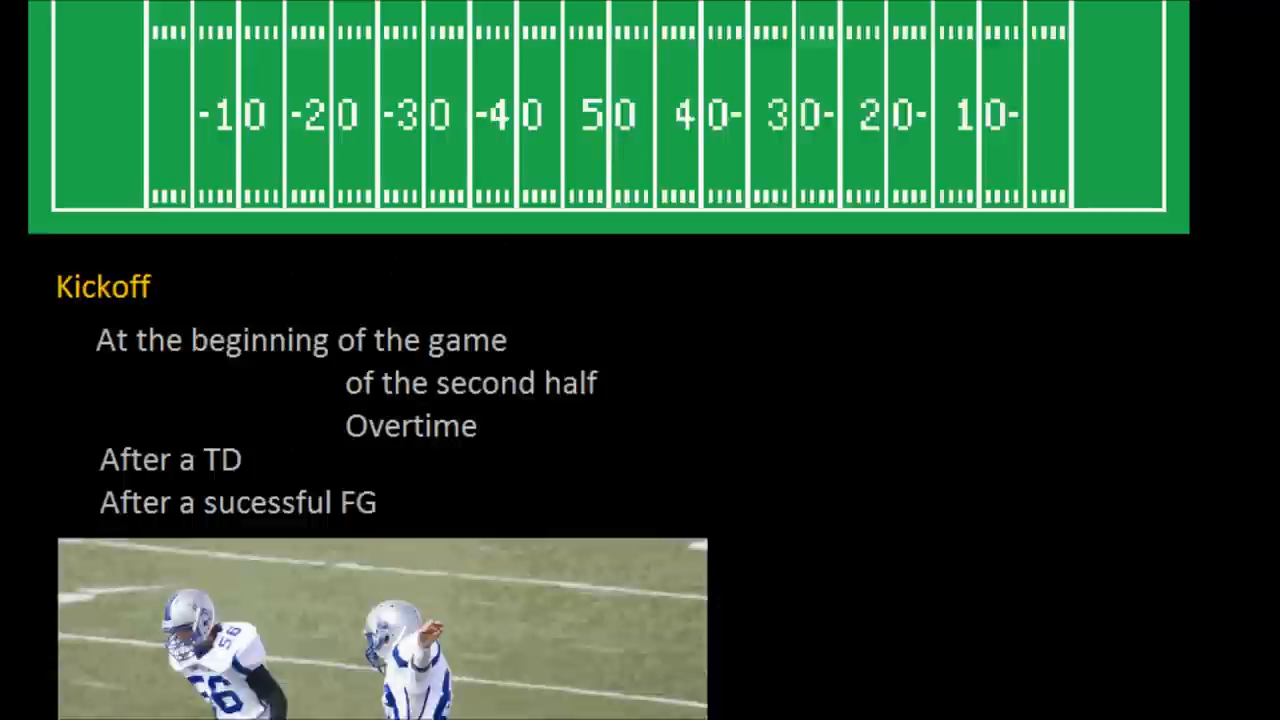 -10 -20 -30 -40 50 40- 30- 20- 10-
Kickoff
At the beginning of the game
of the second half
Overtime
After a TD
After a sucessful FG
56
56